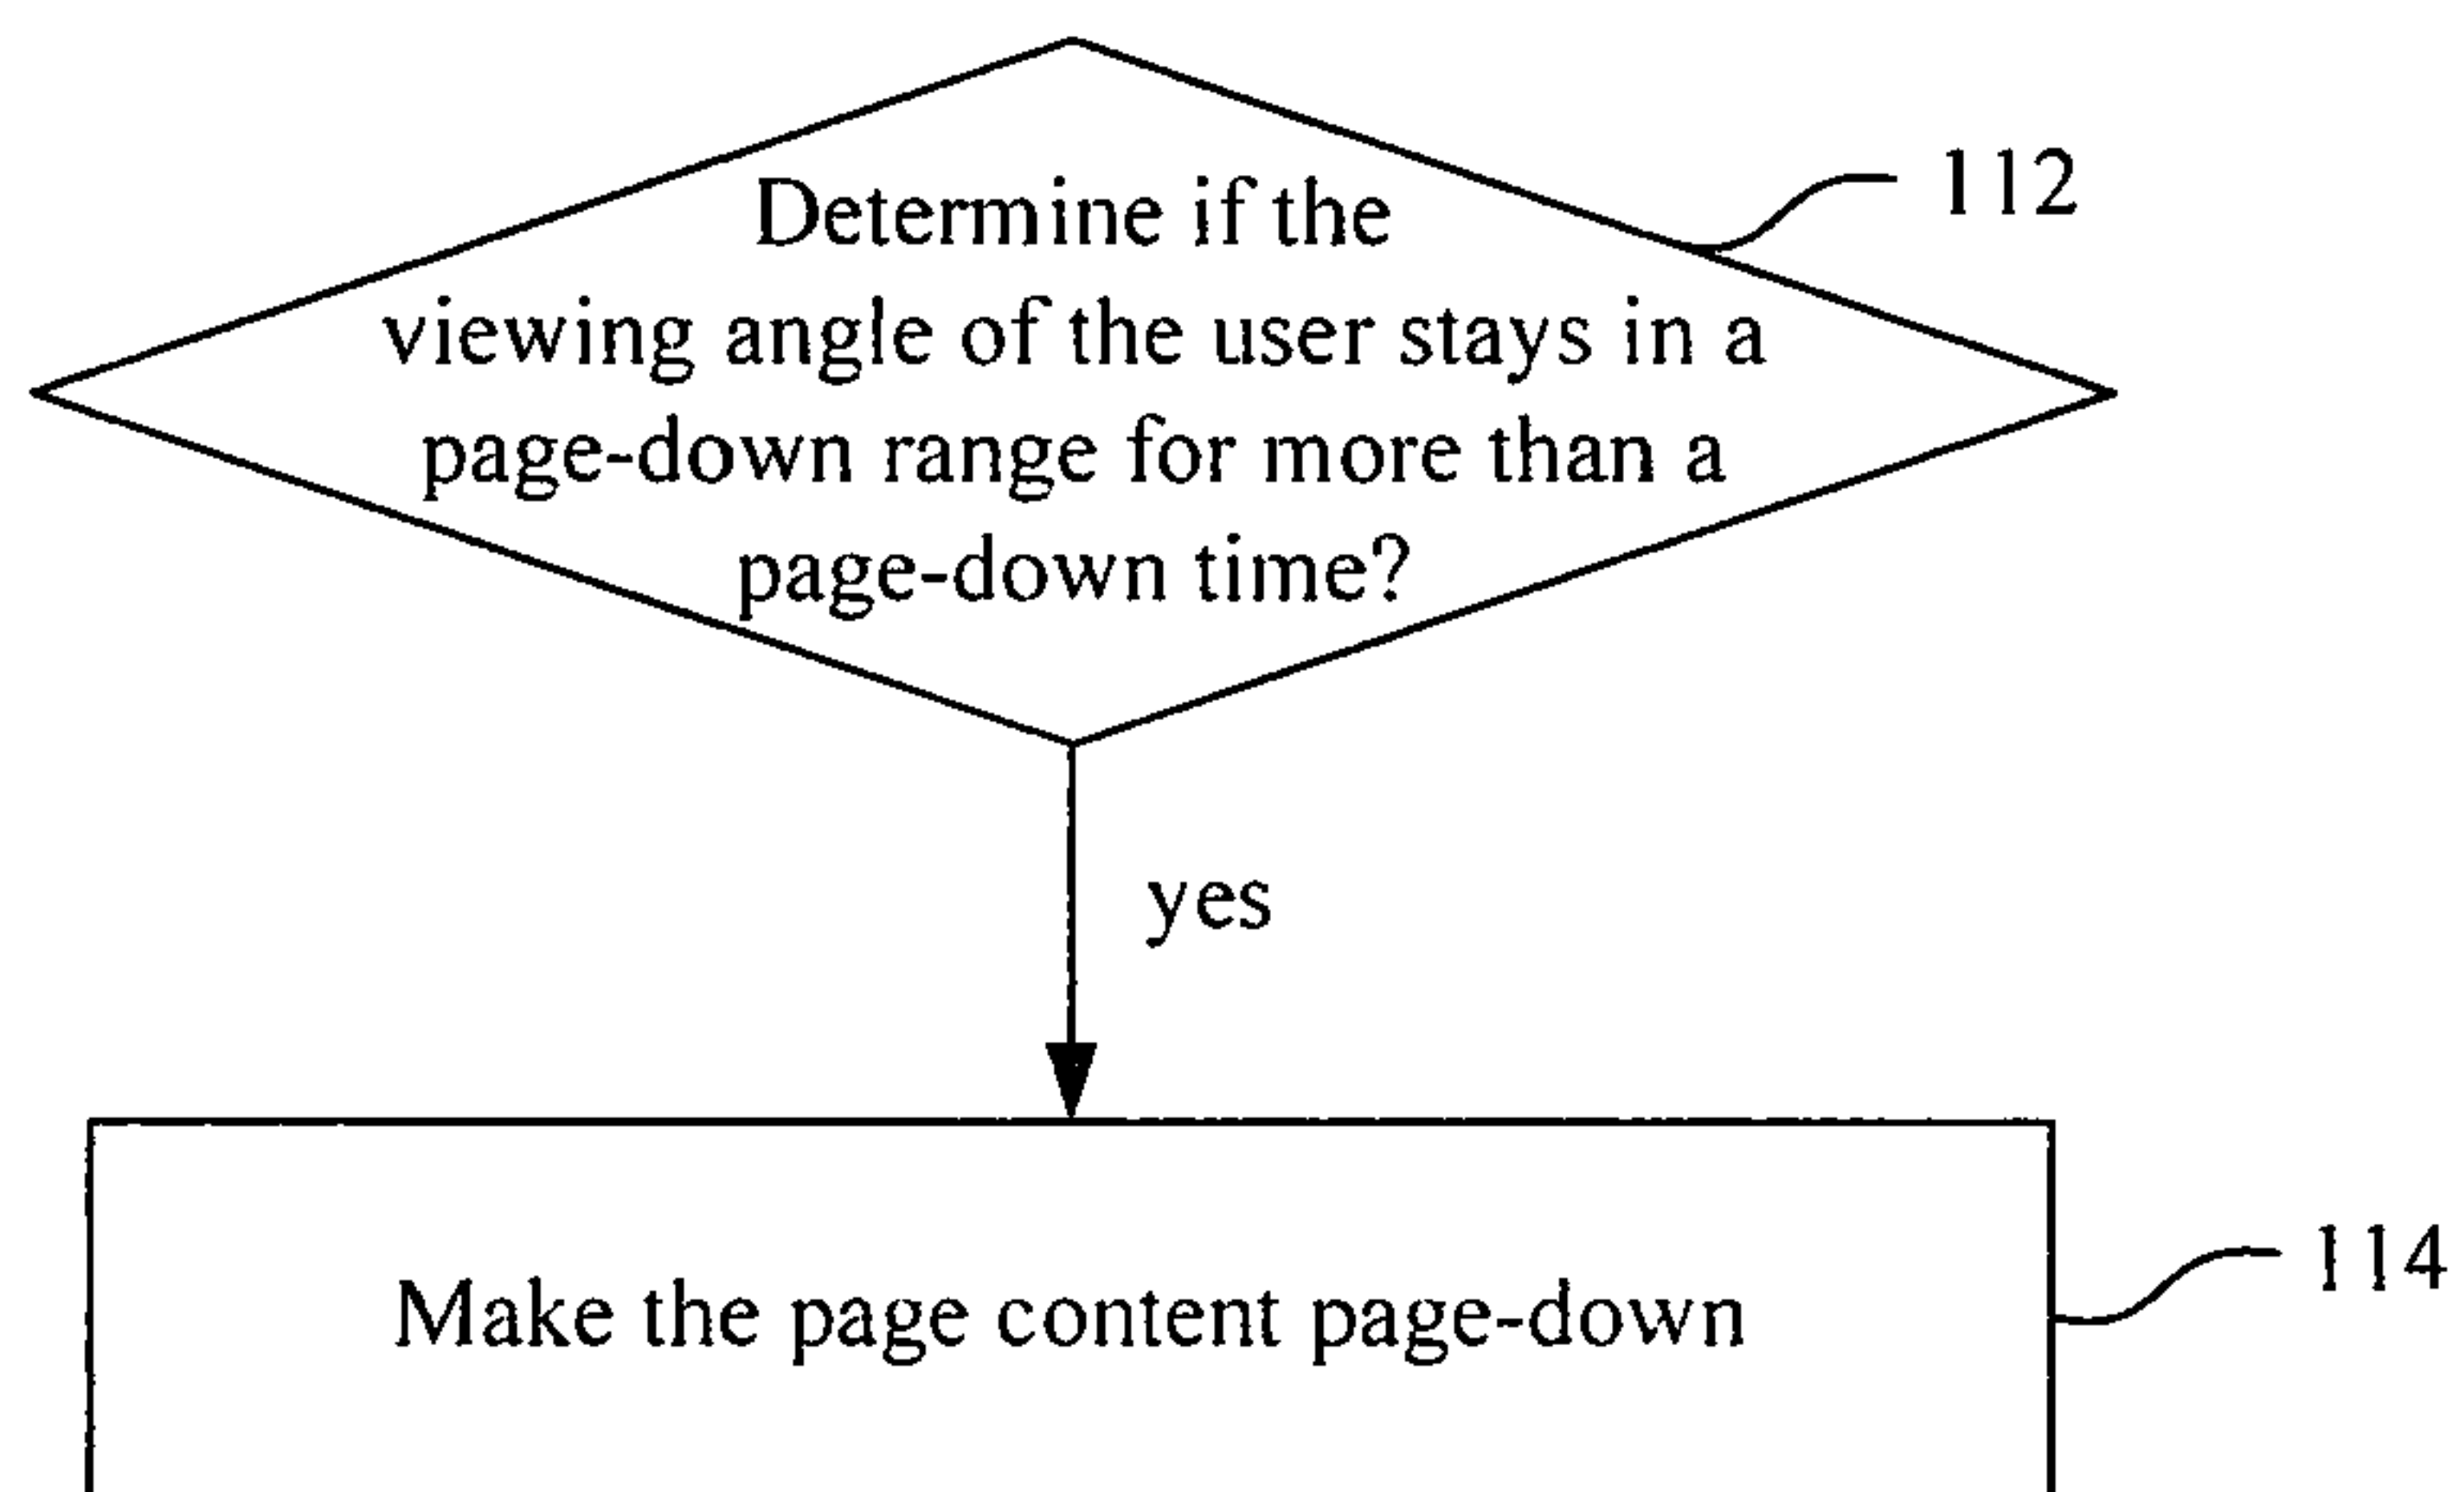 Determine if the
112
viewing angle of the user stays in a
page-down range for more than a
page-down time?
yes
Make the page content page-down
114